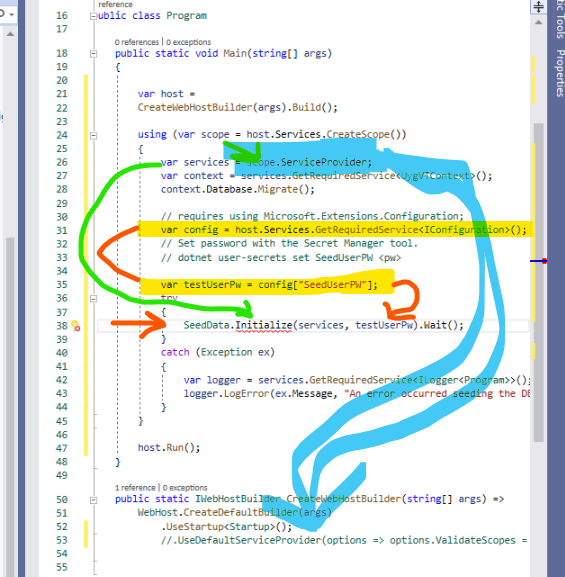 reference
16 ublic class Program
17
0 references | 0 exceptions
18 public static void Main(string[] args)
19 {
20
21 var host =
22 CreateWebHostBuilder(args).Build();
23
24 using (var scope = host.Services.CreateScope())
25 {
26 var services = scope.ServiceProvider;
27 var context = services.GetRequiredService<UygVTContext>();
28 context.Database.Migrate();
29
30 // requires using Microsoft.Extensions.Configuration;
31 var config = host.Services.GetRequiredService<IConfiguration>();
32 // Set password with the Secret Manager tool.
33 // dotnet user-secrets set SeedUserPW <pw>
34
35 var testUserPw = config["SeedUserPW"];
36 try
37 {
38 SeedData.Initialize(services, testUserPw).Wait();
39 }
40 catch (Exception ex)
41 {
42 var logger = services.GetRequiredService<ILogger<Program>>();
43 logger.LogError(ex.Message, "An error occurred seeding the DB
44 }
45 }
46
47 host.Run();
48 }
49
1 reference | 0 exceptions
50 public static IWebHostBuilder CreateWebHostBuilder(string[] args) =>
51 WebHost.CreateDefaultBuilder(args)
52 .UseStartup<Startup>();
53 //.UseDefaultServiceProvider(options => options.ValidateScopes =
54
55
Tools
Properties